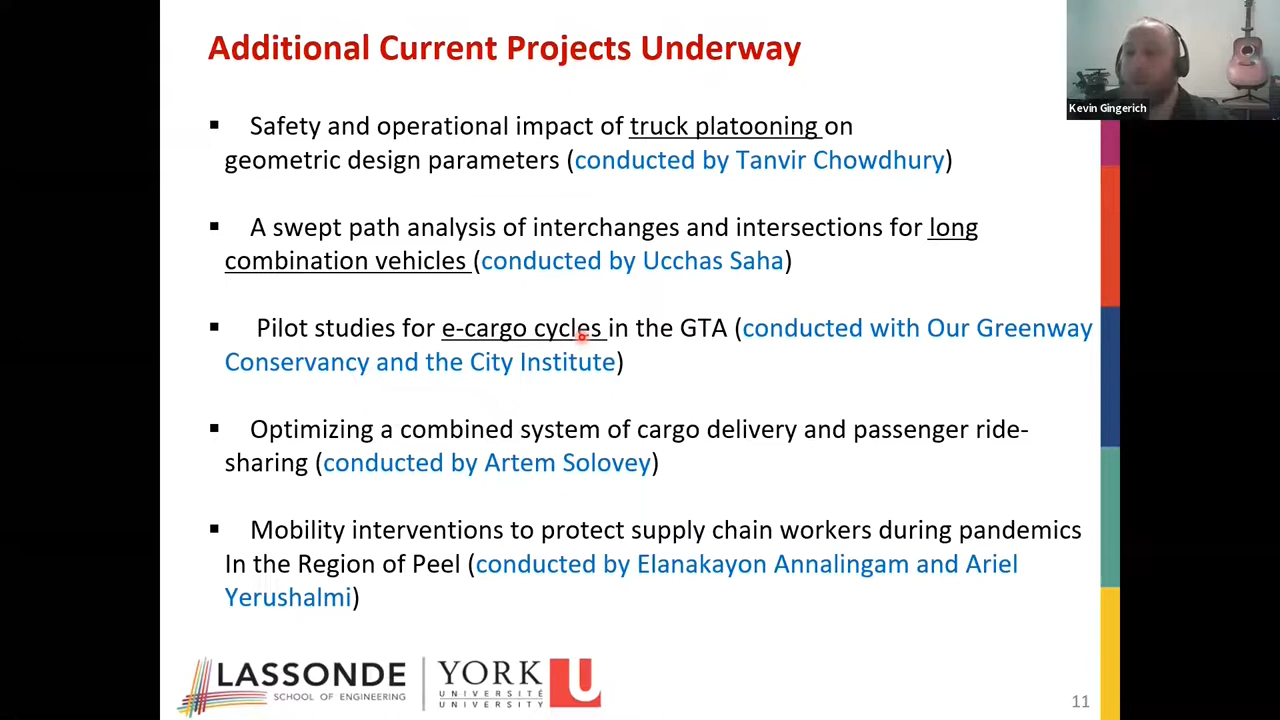 Additional Current Projects Underway
Kevin Gingerich
▪ Safety and operational impact of truck platooning on
geometric design parameters (conducted by Tanvir Chowdhury)
▪ A swept path analysis of interchanges and intersections for long
combination vehicles (conducted by Ucchas Saha)
▪ Pilot studies for e-cargo cycles in the GTA (conducted with Our Greenway
Conservancy and the City Institute)
▪ Optimizing a combined system of cargo delivery and passenger ride-
sharing (conducted by Artem Solovey)
▪ Mobility interventions to protect supply chain workers during pandemics
In the Region of Peel (conducted by Elanakayon Annalingam and Ariel
Yerushalmi)
LASSONDE
SCHOOL OF ENGINEERING
YORK U
UNIVERSITÉ
UNIVERSITY
11